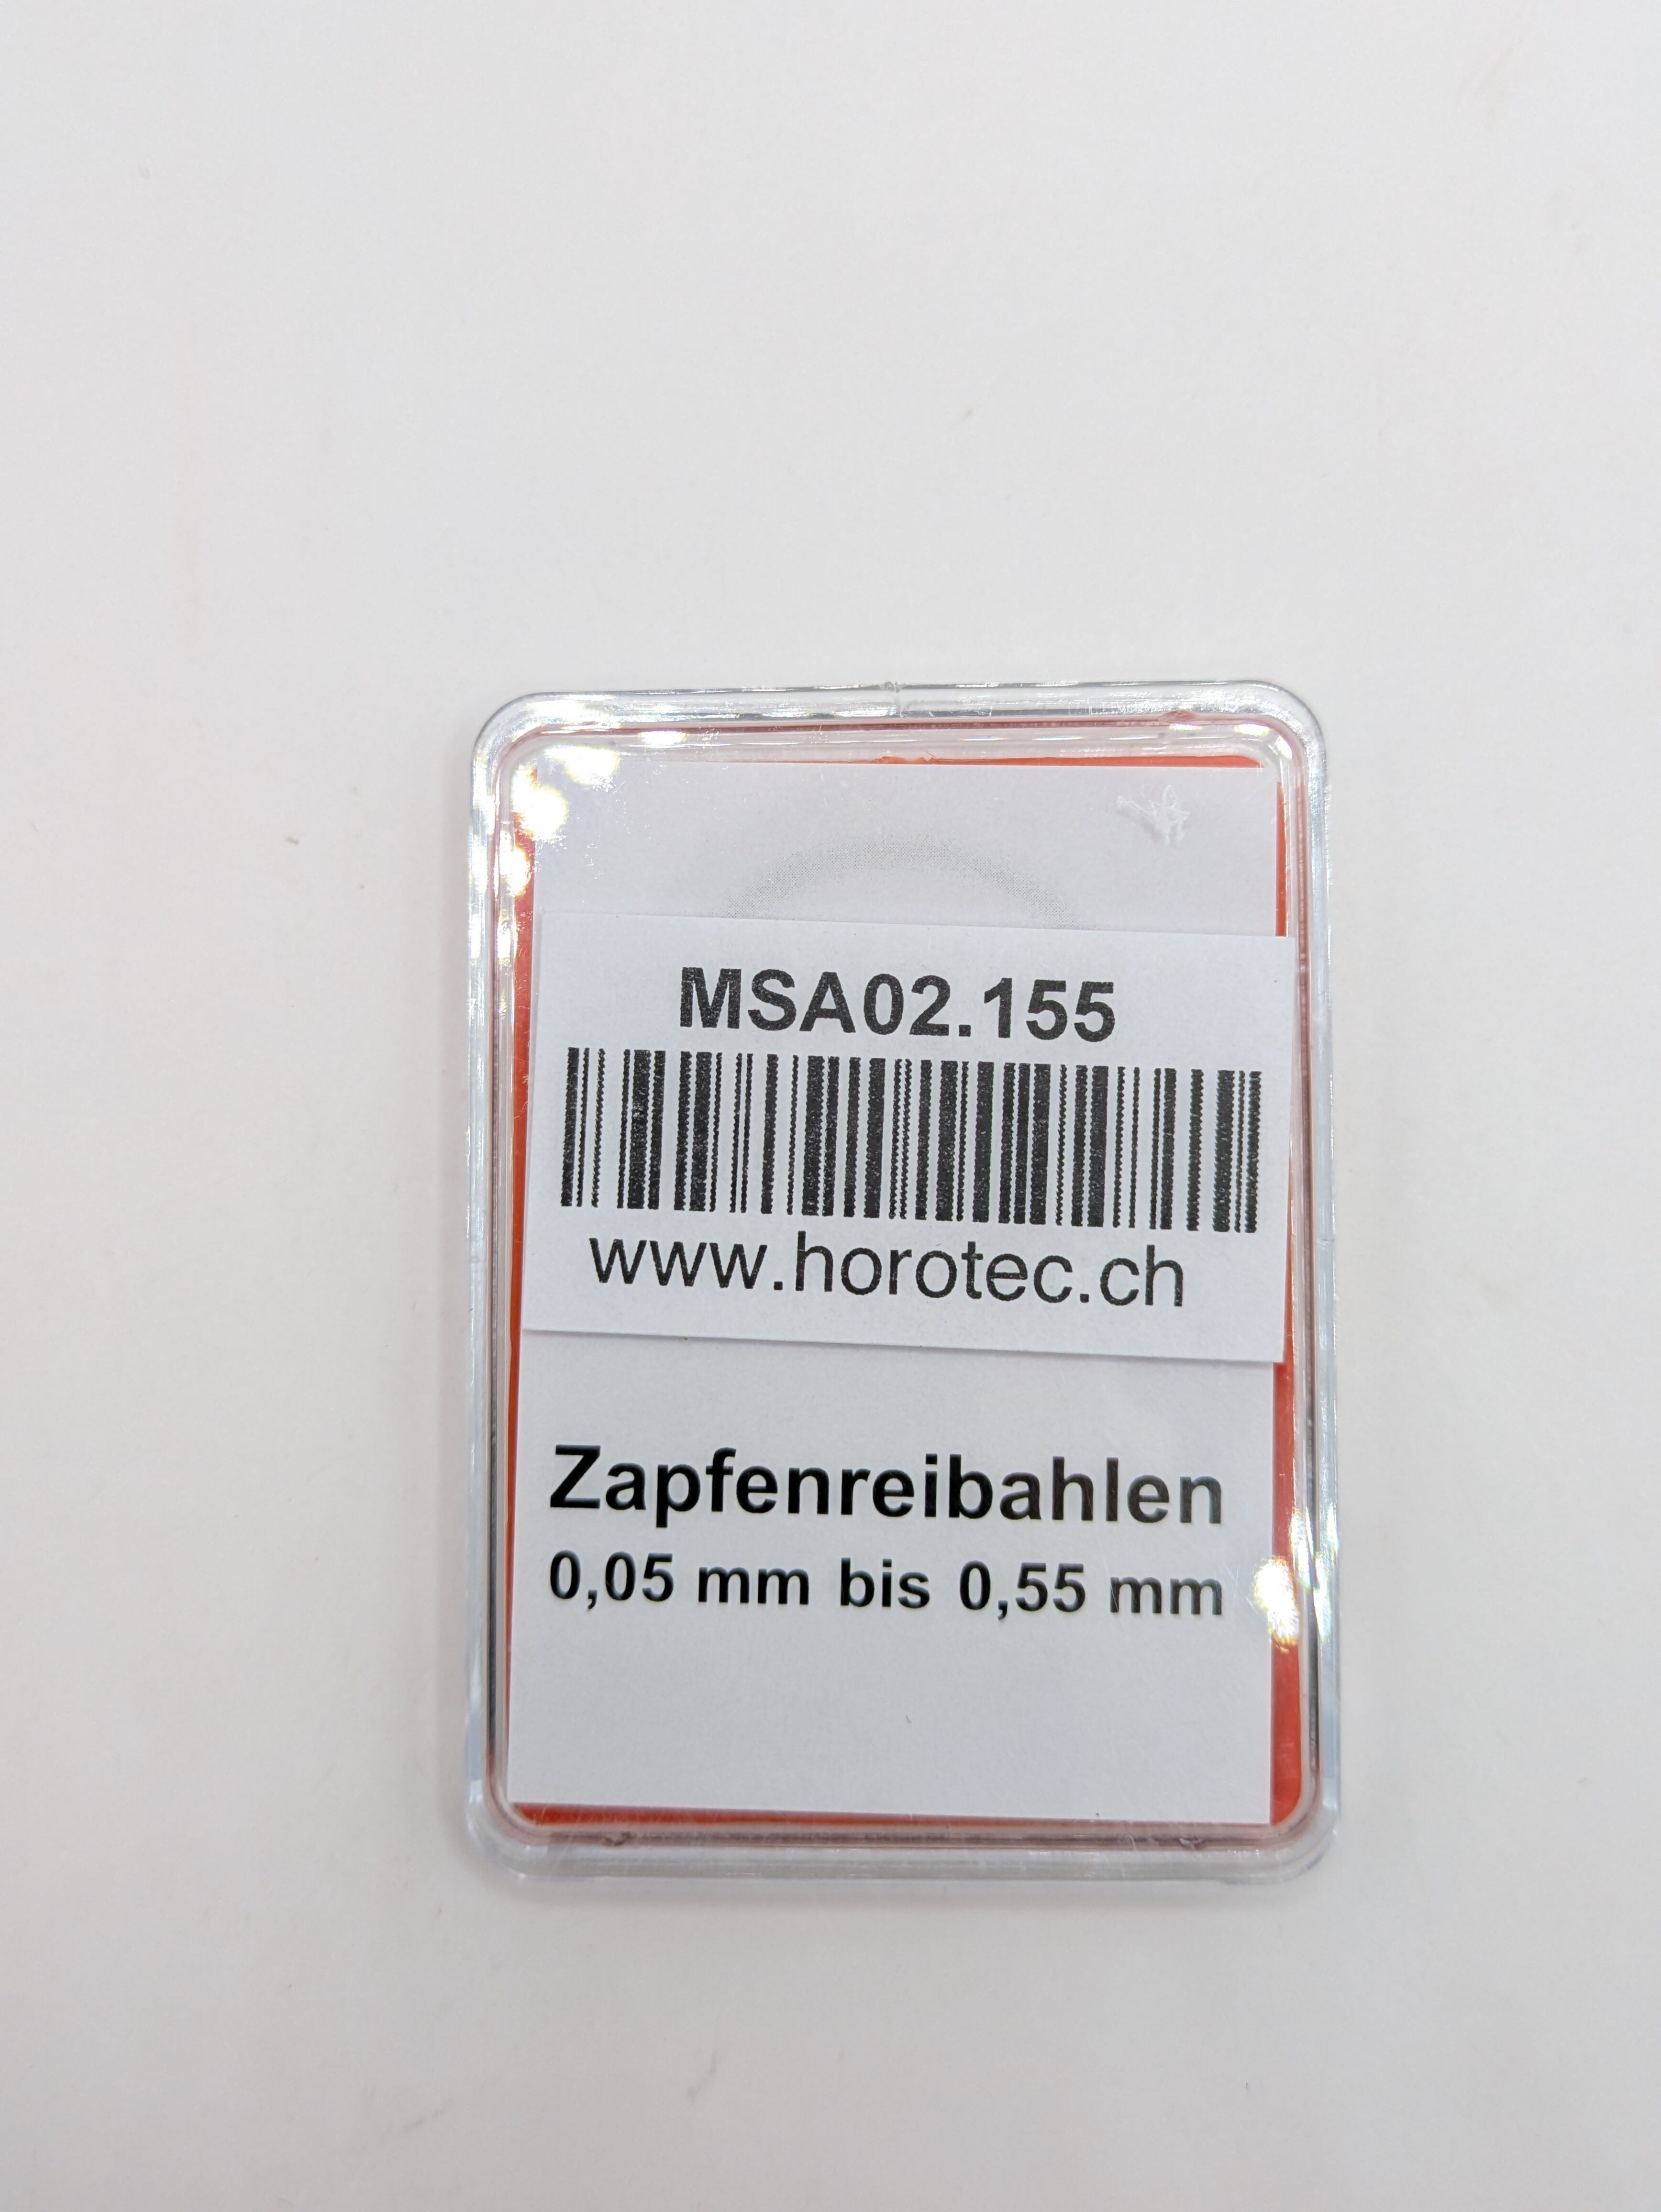 MSA02.155
www.horotec.ch
Zapfenreibahlen
0,05 mm bis 0,55 mm